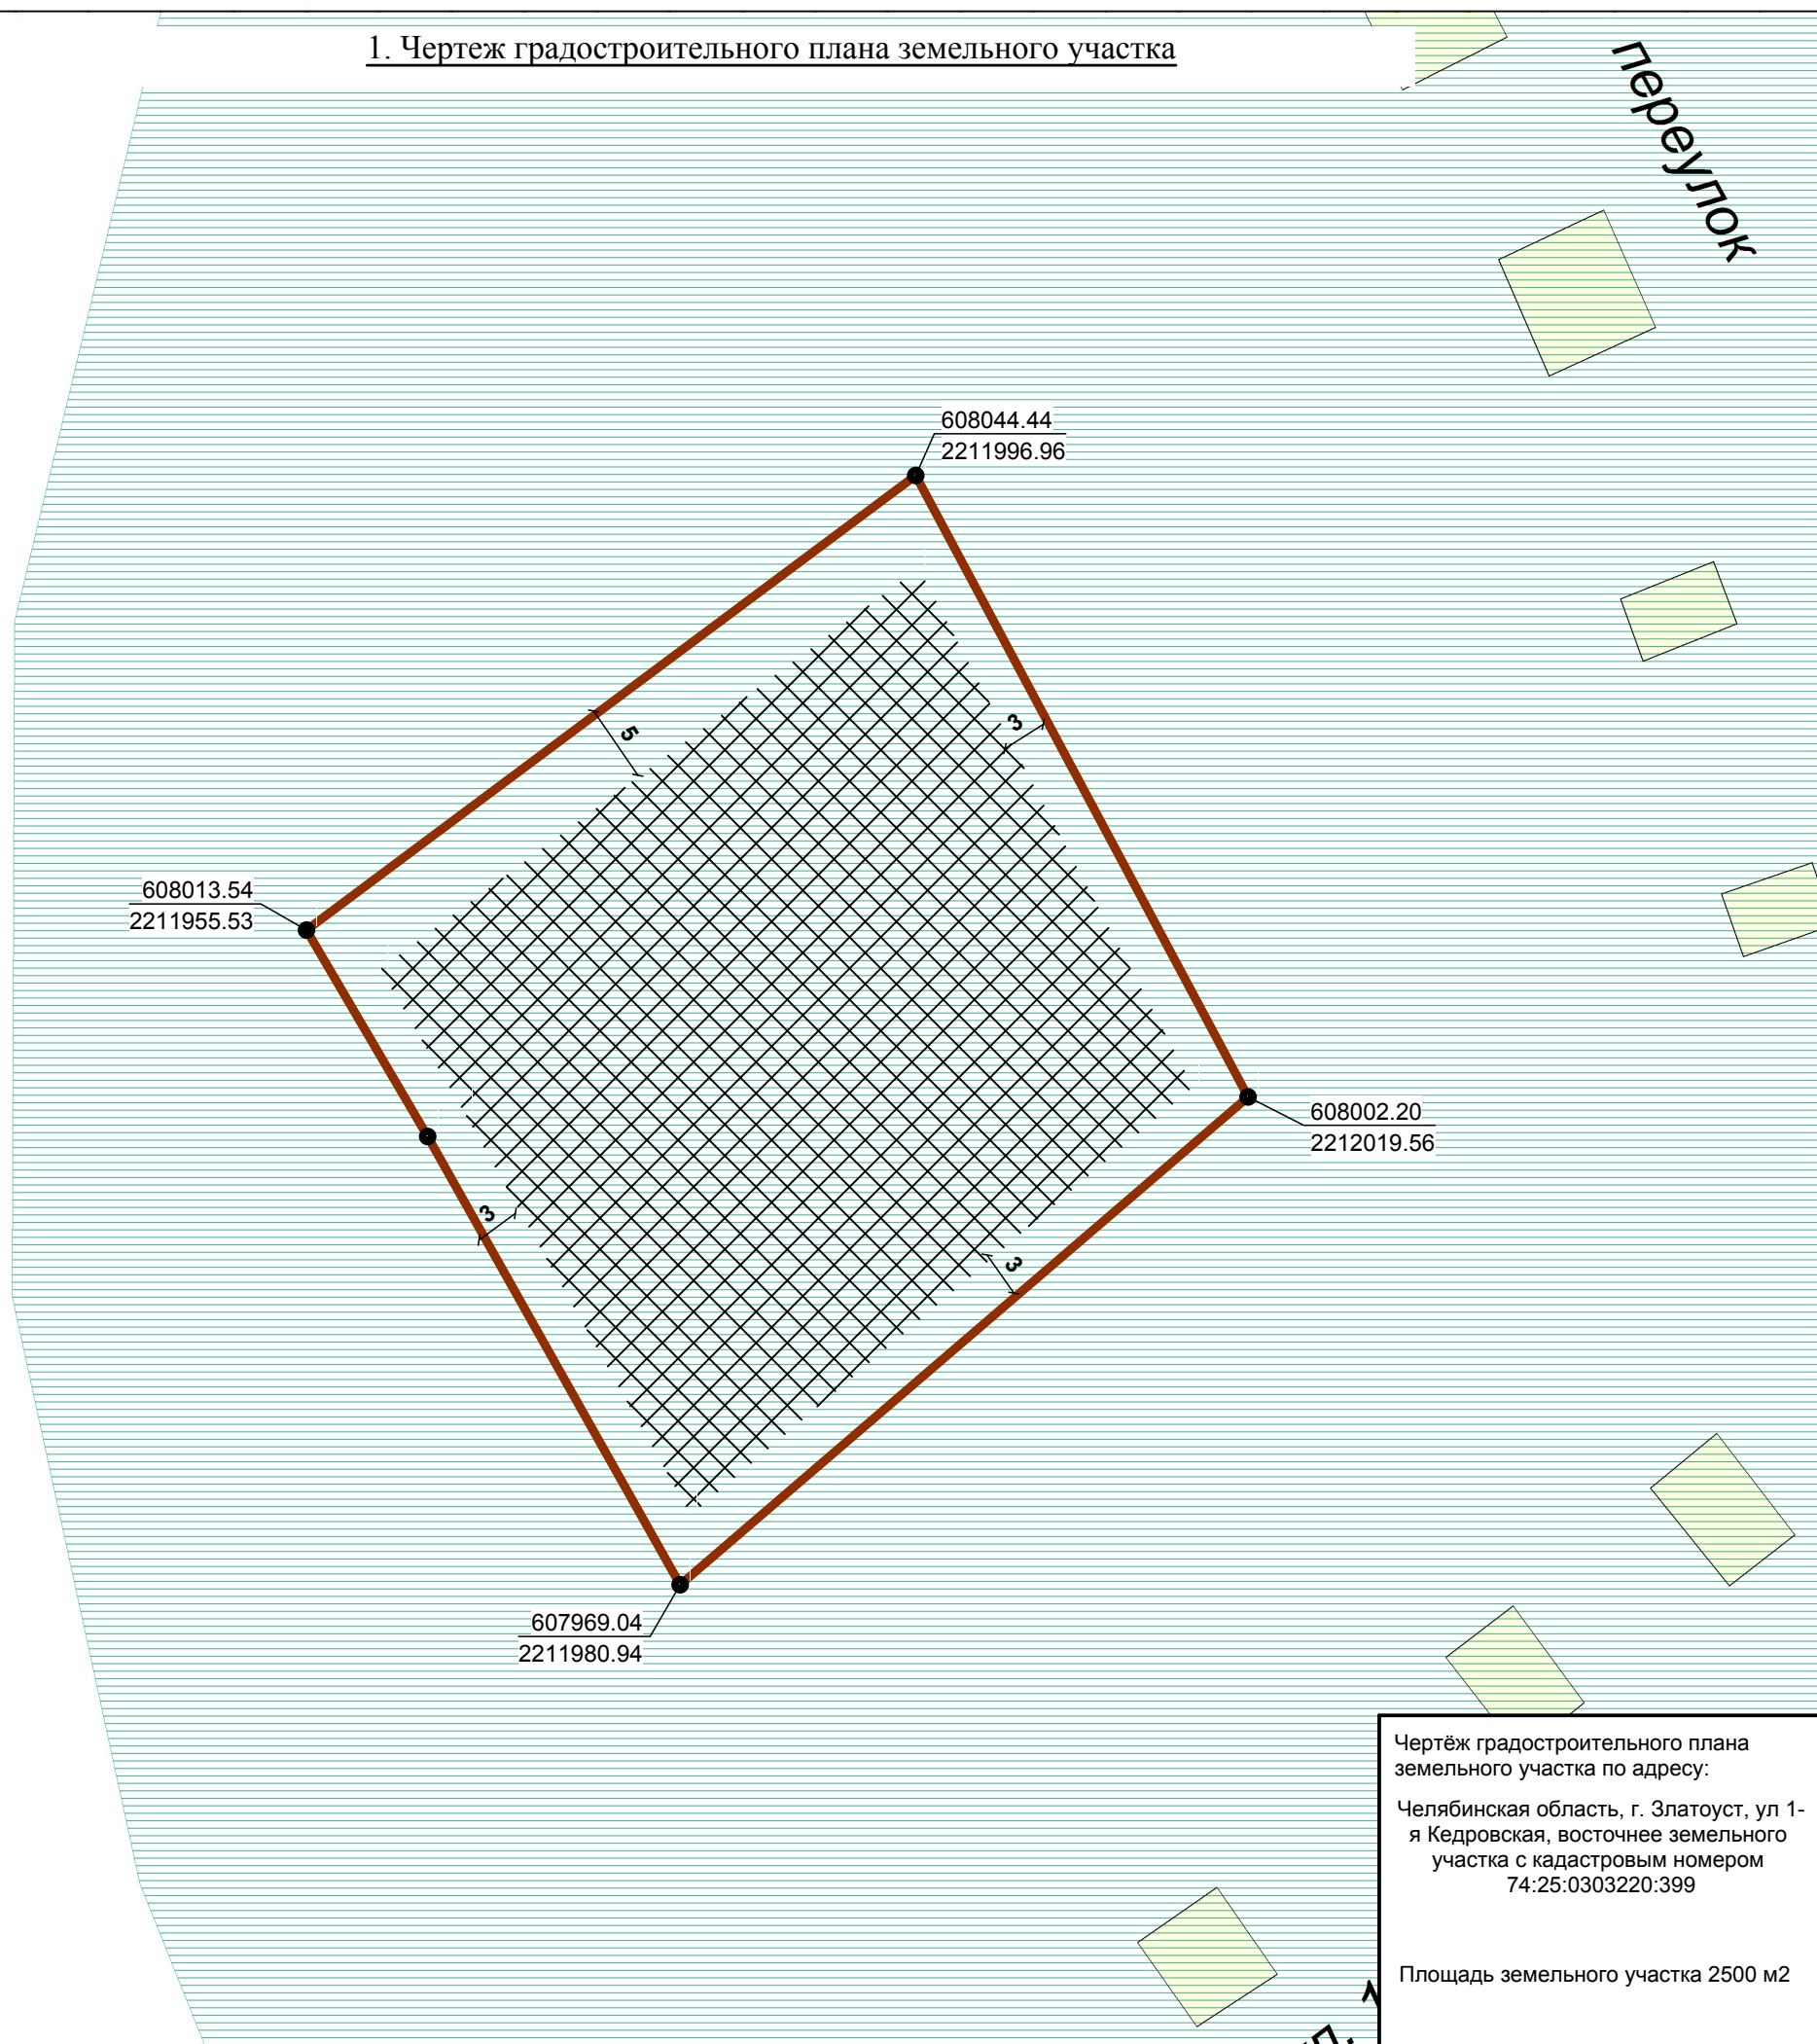 1. Чертеж градостроительного плана земельного участка
переулок
608044.44
2211996.96
5
3
608013.54
2211955.53
608002.20
2212019.56
3
3
607969.04
2211980.94
Чертёж градостроительного плана
земельного участка по адресу:
Челябинская область, г. Златоуст, ул 1-
я Кедровская, восточнее земельного
участка с кадастровым номером
74:25:0303220:399
Площадь земельного участка 2500 м2